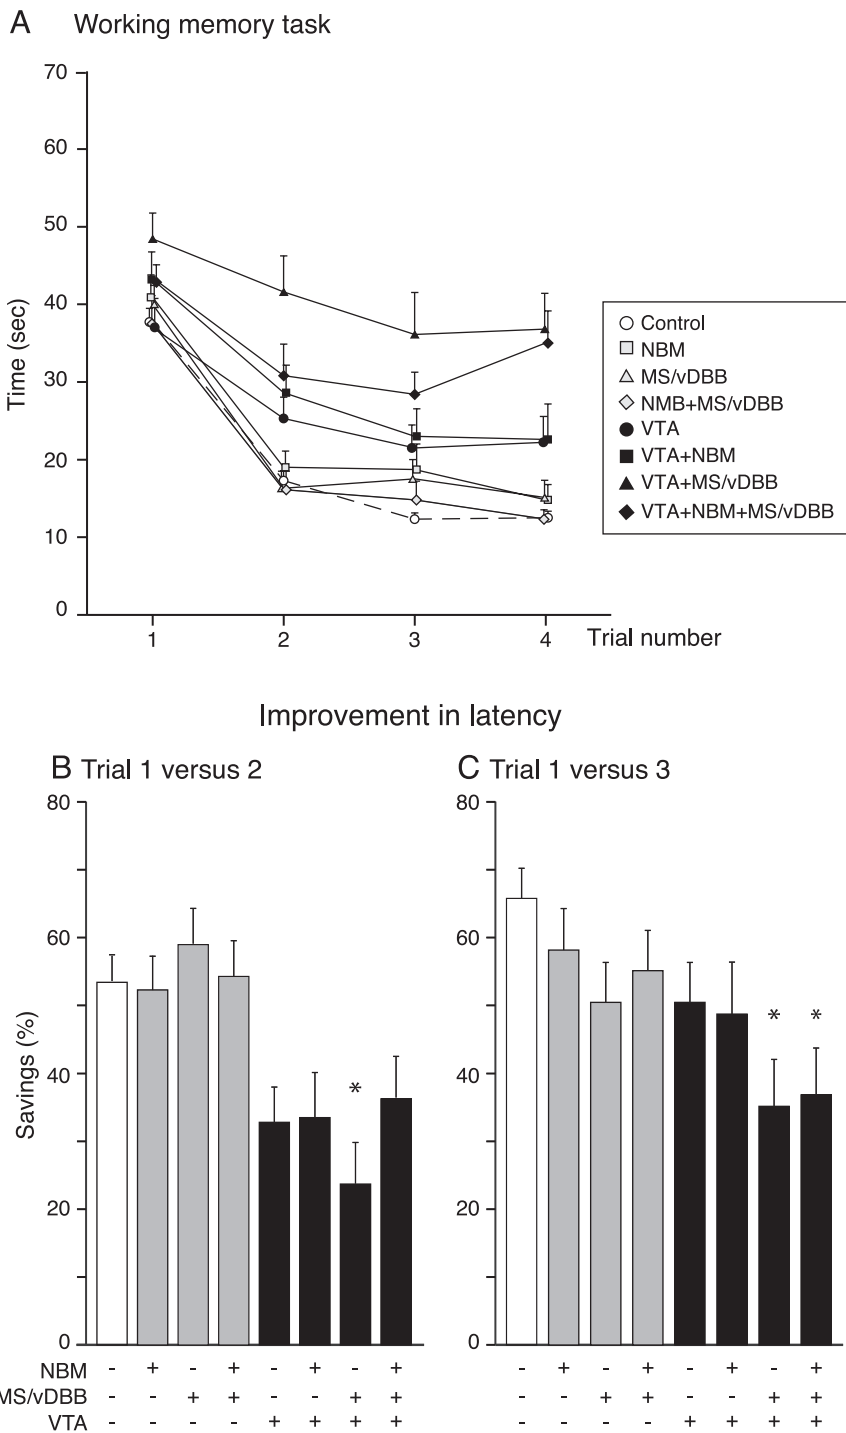 A Working memory task
70
60
50
40
30
20
10
0
Time (sec)
1 2 3 4 Trial number
Control
NBM
MS/vDBB
NMB+MS/vDBB
VTA
VTA+NBM
VTA+MS/vDBB
VTA+NBM+MS/vDBB
Improvement in latency
B Trial 1 versus 2
80
60
40
20
0
Savings (%)
*
C Trial 1 versus 3
80
60
40
20
0
* *
NBM - + - + - + - + - + - + - + - +
MS/vDBB - - + + - - + + - - + + - - + +
VTA - - - - + + + + - - - - + + + +